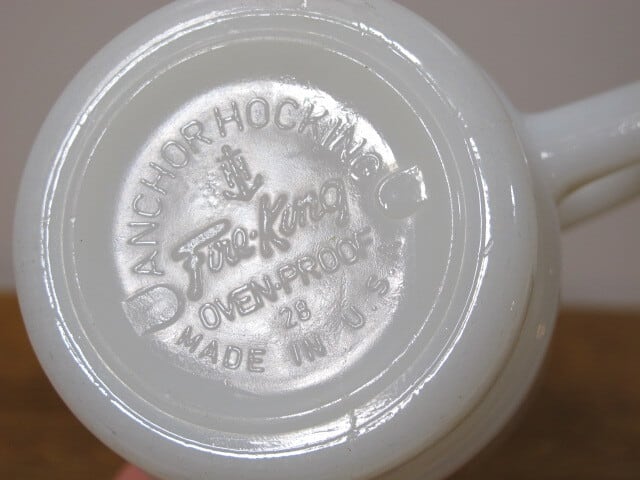 ANCHOR HOCKING
Fire-King
OVEN-PROOF
28
MADE IN U.S.A.